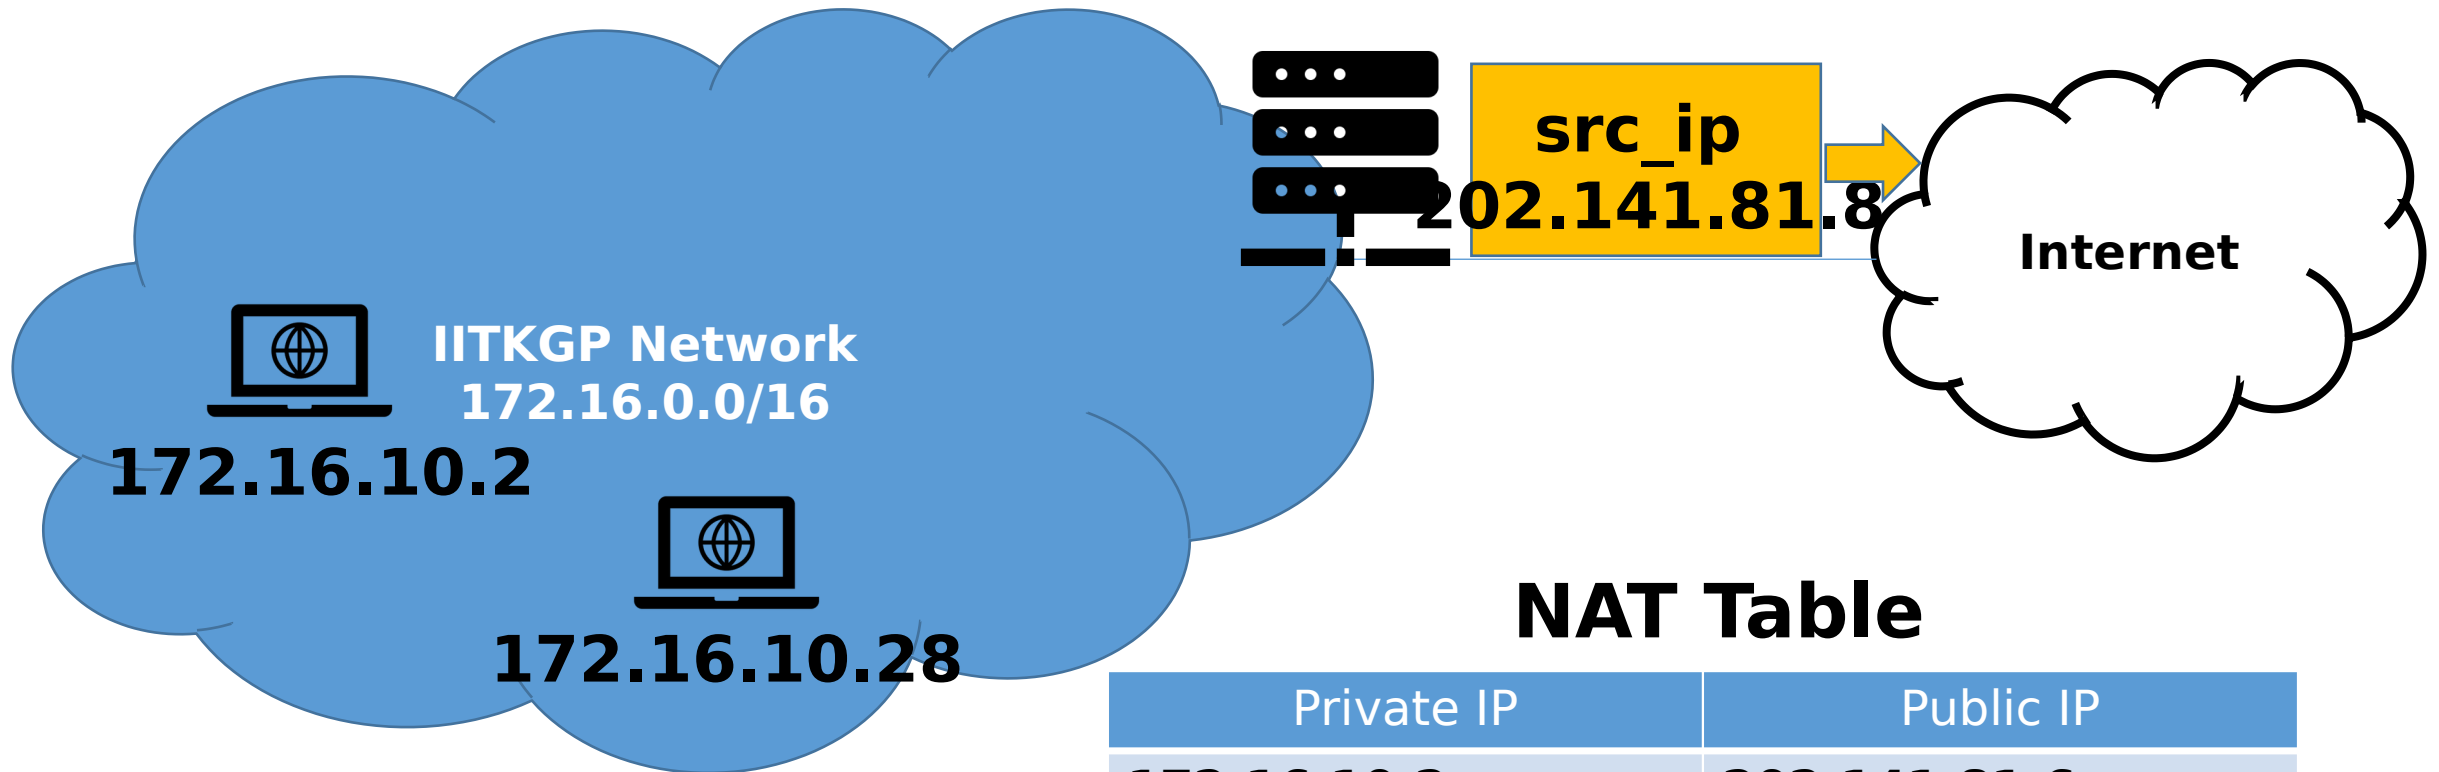 src_ip
202.141.81.8
Internet
IITKGP Network
172.16.0.0/16
172.16.10.2
172.16.10.28
NAT Table
Private IP
Public IP